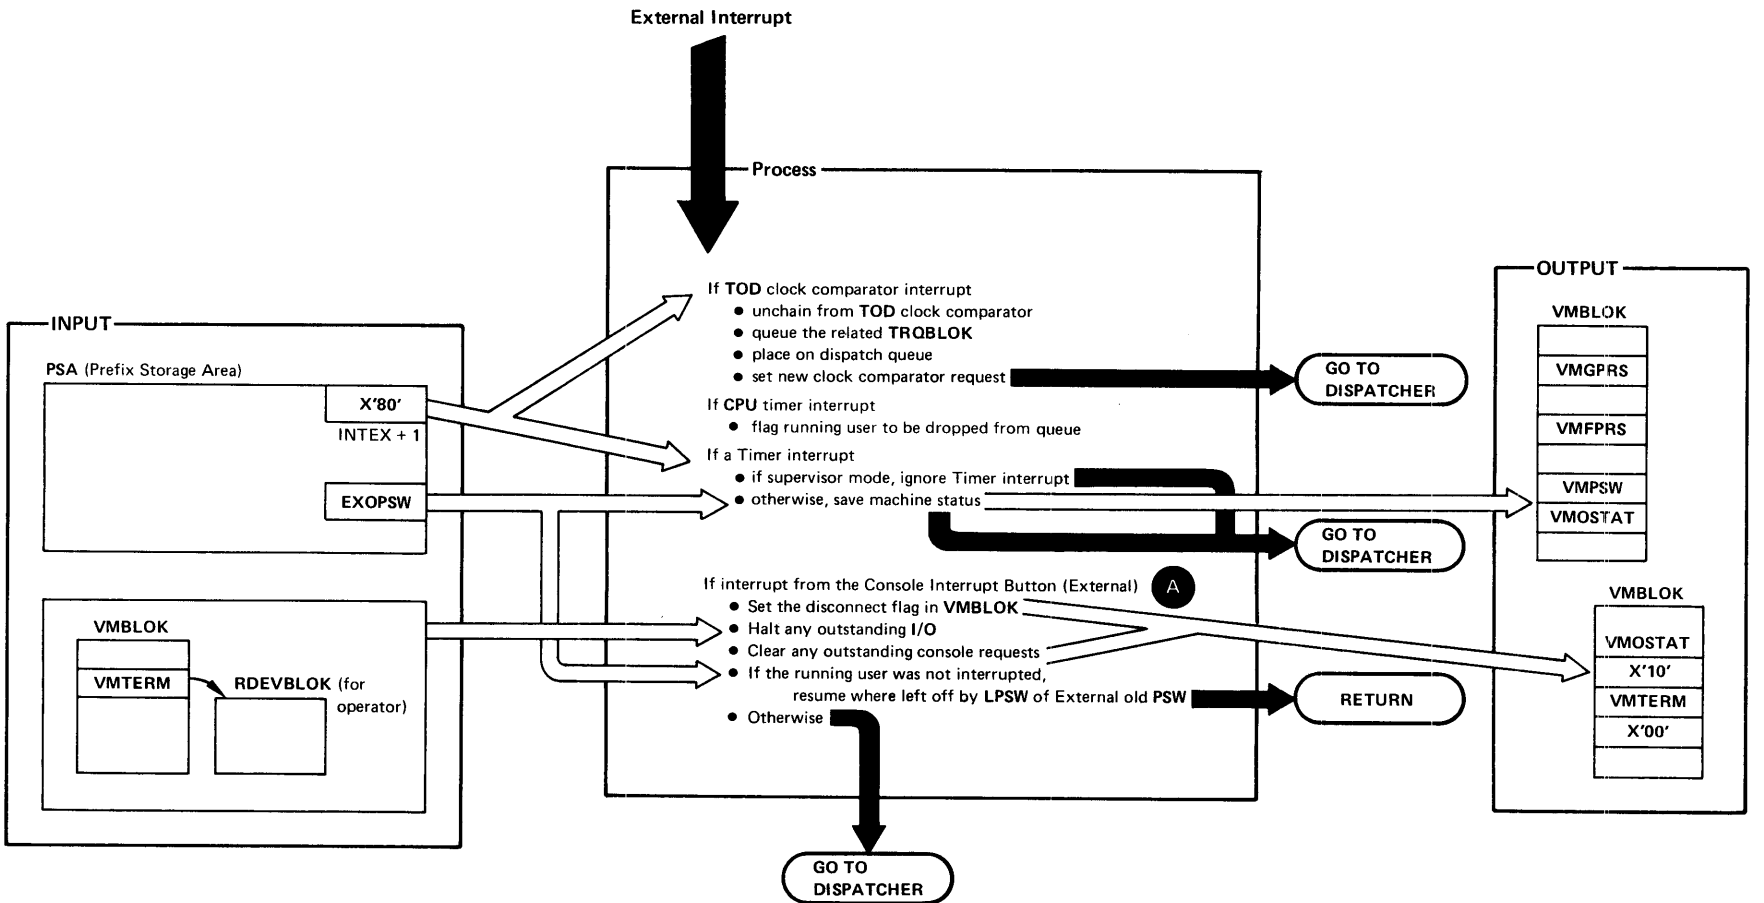 External Interrupt
Process
If TOD clock comparator interrupt
• unchain from TOD clock comparator
• queue the related TRQBLOK
• place on dispatch queue
• set new clock comparator request
GO TO
DISPATCHER
If CPU timer interrupt
• flag running user to be dropped from queue
If a Timer interrupt
• if supervisor mode, ignore Timer interrupt
• otherwise, save machine status
GO TO
DISPATCHER
If interrupt from the Console Interrupt Button (External)
A
• Set the disconnect flag in VMBLOK
• Halt any outstanding I/O
• Clear any outstanding console requests
• If the running user was not interrupted,
resume where left off by LPSW of External old PSW
RETURN
• Otherwise
GO TO
DISPATCHER
INPUT
PSA (Prefix Storage Area)
X'80'
INTEX + 1
EXOPSW
VMBLOK
VMTERM
RDEVBLOK (for
operator)
OUTPUT
VMBLOK
VMGPRS
VMFPRS
VMPSW
VMOSTAT
VMBLOK
VMOSTAT
X'10'
VMTERM
X'00'